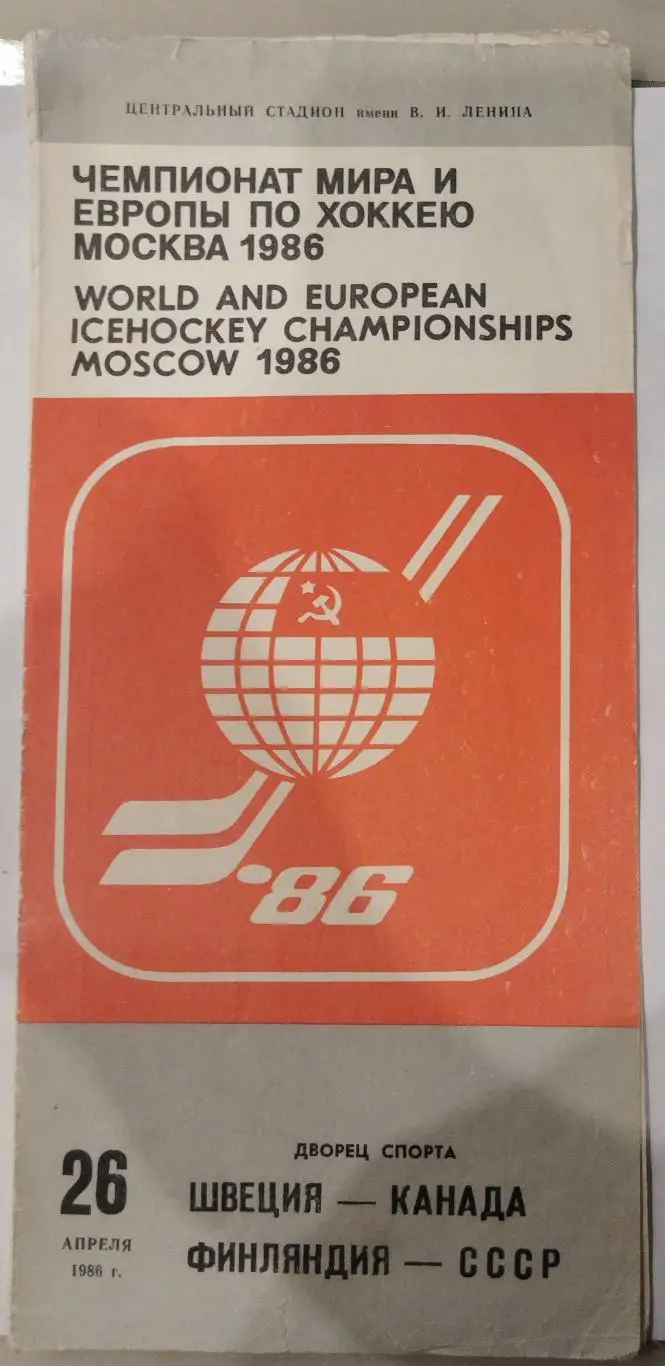 ЦЕНТРАЛЬНЫЙ СТАДИОН имени В. И. ЛЕНИНА
ЧЕМПИОНАТ МИРА И
ЕВРОПЫ ПО ХОККЕЮ
МОСКВА 1986
WORLD AND EUROPEAN
ICEHOCKEY CHAMPIONSHIPS
MOSCOW 1986
'86
ДВОРЕЦ СПОРТА
26
ШВЕЦИЯ — КАНАДА
АПРЕЛЯ
ФИНЛЯНДИЯ — СССР
1986 г.